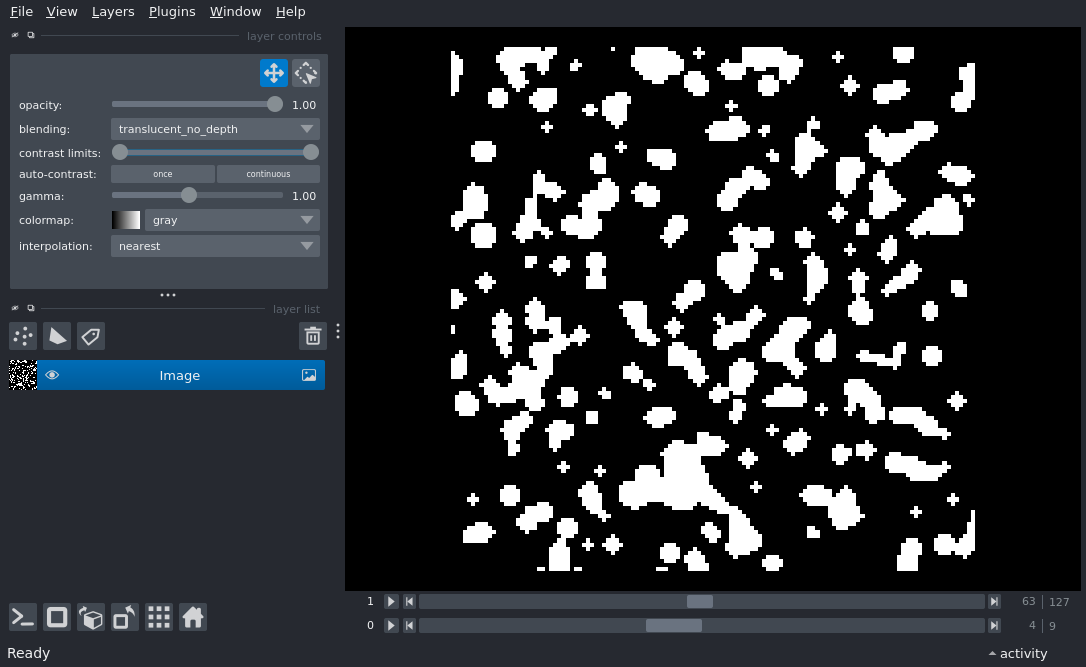 File View Layers Plugins Window Help
layer controls
opacity: 1.00
blending: translucent_no_depth
contrast limits:
auto-contrast: once continuous
gamma: 1.00
colormap: gray
interpolation: nearest
layer list
Image
1 63 127
0 4 9
Ready activity